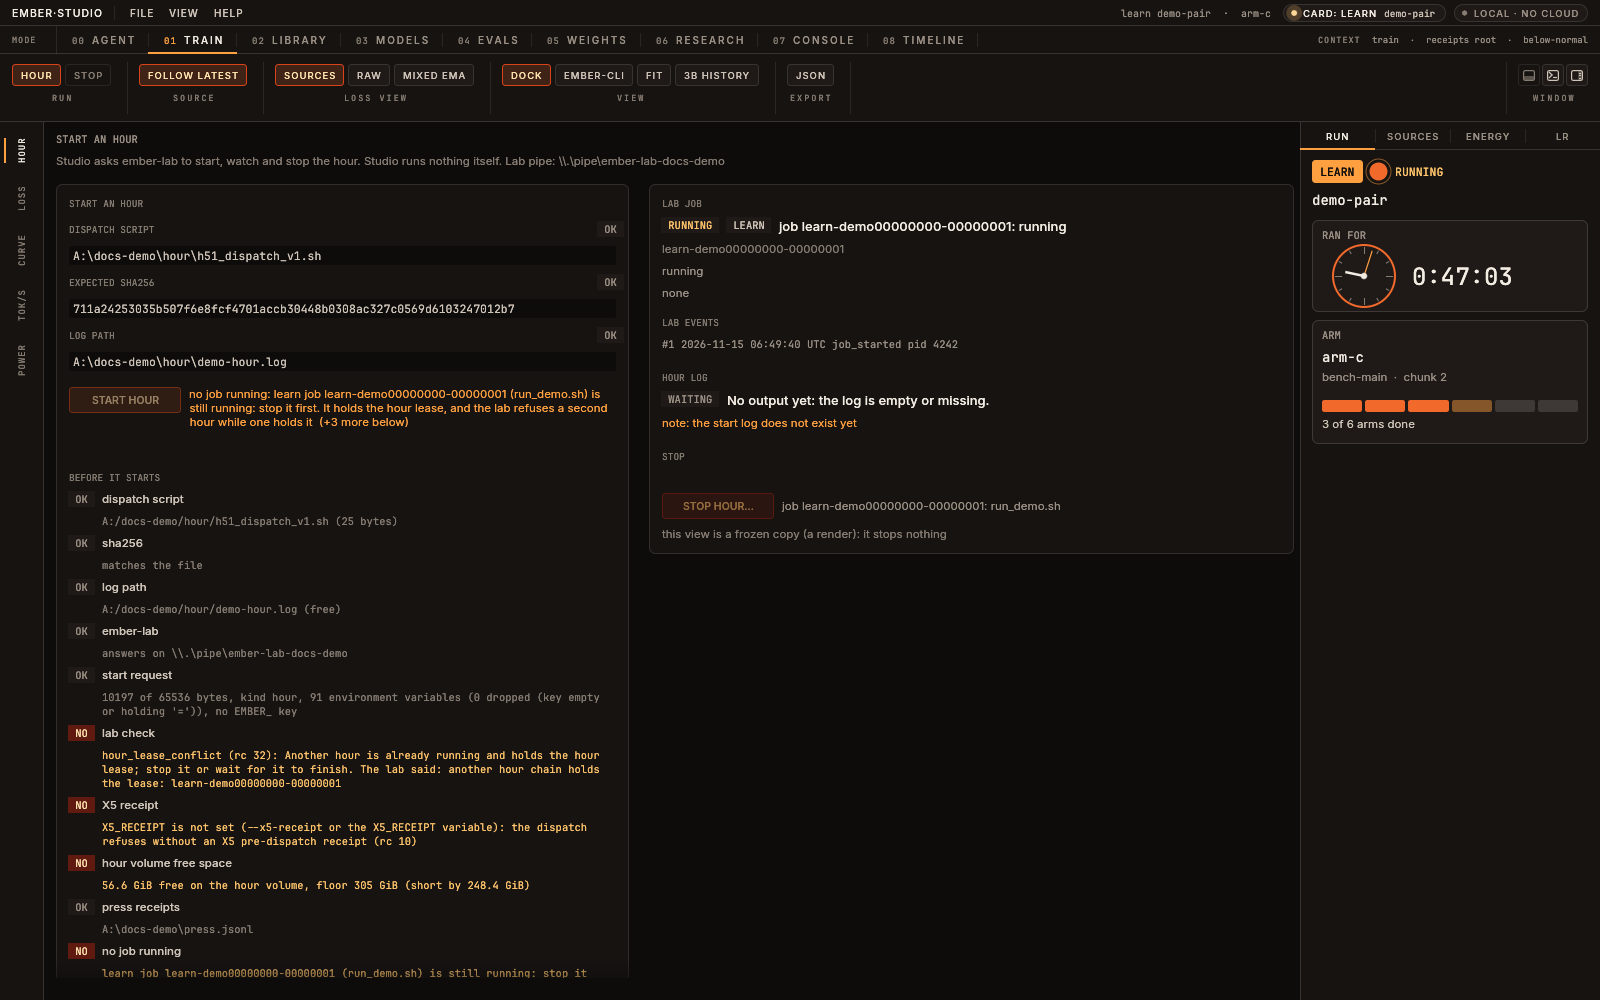 EMBER·STUDIO FILE VIEW HELP
learn demo-pair · arm-c CARD: LEARN demo-pair LOCAL · NO CLOUD
MODE 00 AGENT 01 TRAIN 02 LIBRARY 03 MODELS 04 EVALS 05 WEIGHTS 06 RESEARCH 07 CONSOLE 08 TIMELINE
CONTEXT train · receipts root · below-normal
HOUR STOP FOLLOW LATEST SOURCES RAW MIXED EMA DOCK EMBER-CLI FIT 3B HISTORY JSON
RUN SOURCE LOSS VIEW VIEW EXPORT WINDOW
HOUR
LOSS
CURVE
TOK/S
POWER
START AN HOUR
Studio asks ember-lab to start, watch and stop the hour. Studio runs nothing itself. Lab pipe: \\.\pipe\ember-lab-docs-demo
START AN HOUR
DISPATCH SCRIPT OK
A:\docs-demo\hour\h51_dispatch_v1.sh
EXPECTED SHA256 OK
711a24253035b507f6e8fcf4701accb30448b0308ac327c0569d6103247012b7
LOG PATH OK
A:\docs-demo\hour\demo-hour.log
START HOUR
no job running: learn job learn-demo00000000-00000001 (run_demo.sh) is
still running: stop it first. It holds the hour lease, and the lab refuses a second
hour while one holds it (+3 more below)
BEFORE IT STARTS
OK dispatch script
A:/docs-demo/hour/h51_dispatch_v1.sh (25 bytes)
OK sha256
matches the file
OK log path
A:/docs-demo/hour/demo-hour.log (free)
OK ember-lab
answers on \\.\pipe\ember-lab-docs-demo
OK start request
10197 of 65536 bytes, kind hour, 91 environment variables (0 dropped (key empty
or holding '=')), no EMBER_ key
NO lab check
hour_lease_conflict (rc 32): Another hour is already running and holds the hour
lease; stop it or wait for it to finish. The lab said: another hour chain holds
the lease: learn-demo00000000-00000001
NO X5 receipt
X5_RECEIPT is not set (--x5-receipt or the X5_RECEIPT variable): the dispatch
refuses without an X5 pre-dispatch receipt (rc 10)
NO hour volume free space
56.6 GiB free on the hour volume, floor 305 GiB (short by 248.4 GiB)
OK press receipts
A:\docs-demo\press.jsonl
NO no job running
learn job learn-demo00000000-00000001 (run_demo.sh) is still running: stop it
LAB JOB
RUNNING LEARN job learn-demo00000000-00000001: running
learn-demo00000000-00000001
running
none
LAB EVENTS
#1 2026-11-15 06:49:40 UTC job_started pid 4242
HOUR LOG
WAITING No output yet: the log is empty or missing.
note: the start log does not exist yet
STOP
STOP HOUR... job learn-demo00000000-00000001: run_demo.sh
this view is a frozen copy (a render): it stops nothing
RUN SOURCES ENERGY LR
LEARN RUNNING
demo-pair
RAN FOR
0:47:03
ARM
arm-c
bench-main · chunk 2
3 of 6 arms done